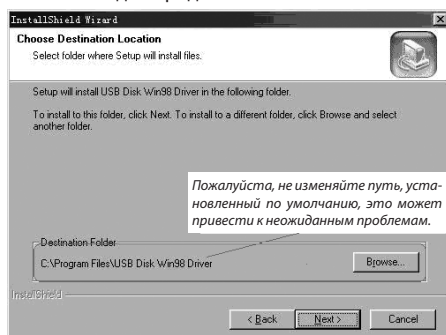 InstallShield Wizard
Choose Destination Location
Select folder where Setup will install files.
Setup will install USB Disk Win98 Driver in the following folder.
To install to this folder, click Next. To install to a different folder, click Browse and select
another folder.
Пожалуйста, не изменяйте путь, уста-
новленный по умолчанию, это может
привести к неожиданным проблемам.
Destination Folder
C:\Program Files\USB Disk Win98 Driver
Browse...
InstallShield
< Back
Next >
Cancel